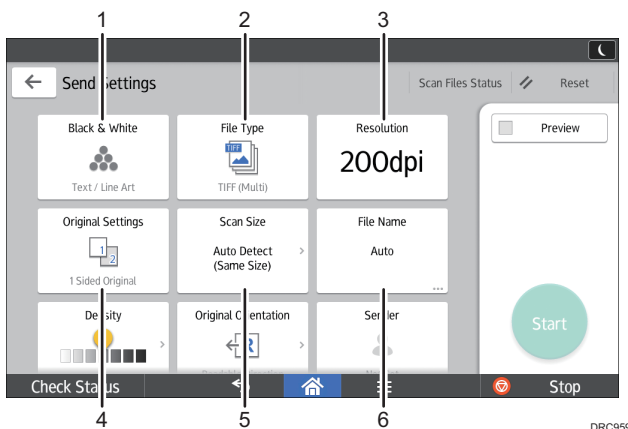 1 2 3
Send Settings
Scan Files Status
Reset
Black & White
Text / Line Art
File Type
TIFF
TIFF (Multi)
Resolution
200dpi
Preview
Original Settings
1
2
1 Sided Original
Scan Size
Auto Detect
(Same Size)
File Name
Auto
...
Density
Original Orientation
R
Sender
Start
Check Status
Stop
4 5 6
DRC959